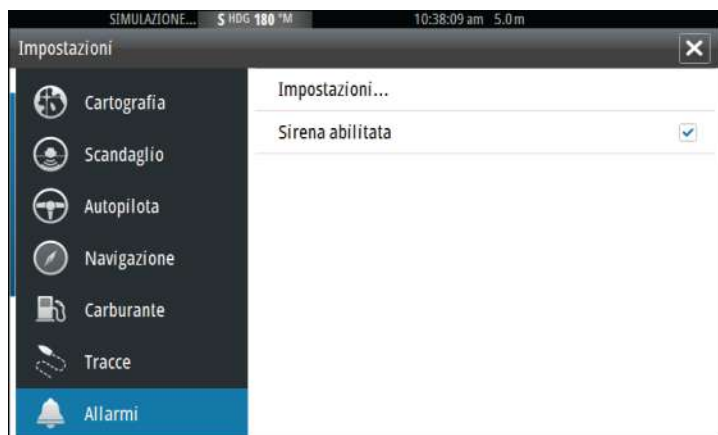 SIMULAZIONE... S HDG 180 °M 10:38:09 am 5.0 m
Impostazioni
Cartografia
Scandaglio
Autopilota
Navigazione
Carburante
Tracce
Allarmi
Impostazioni...
Sirena abilitata